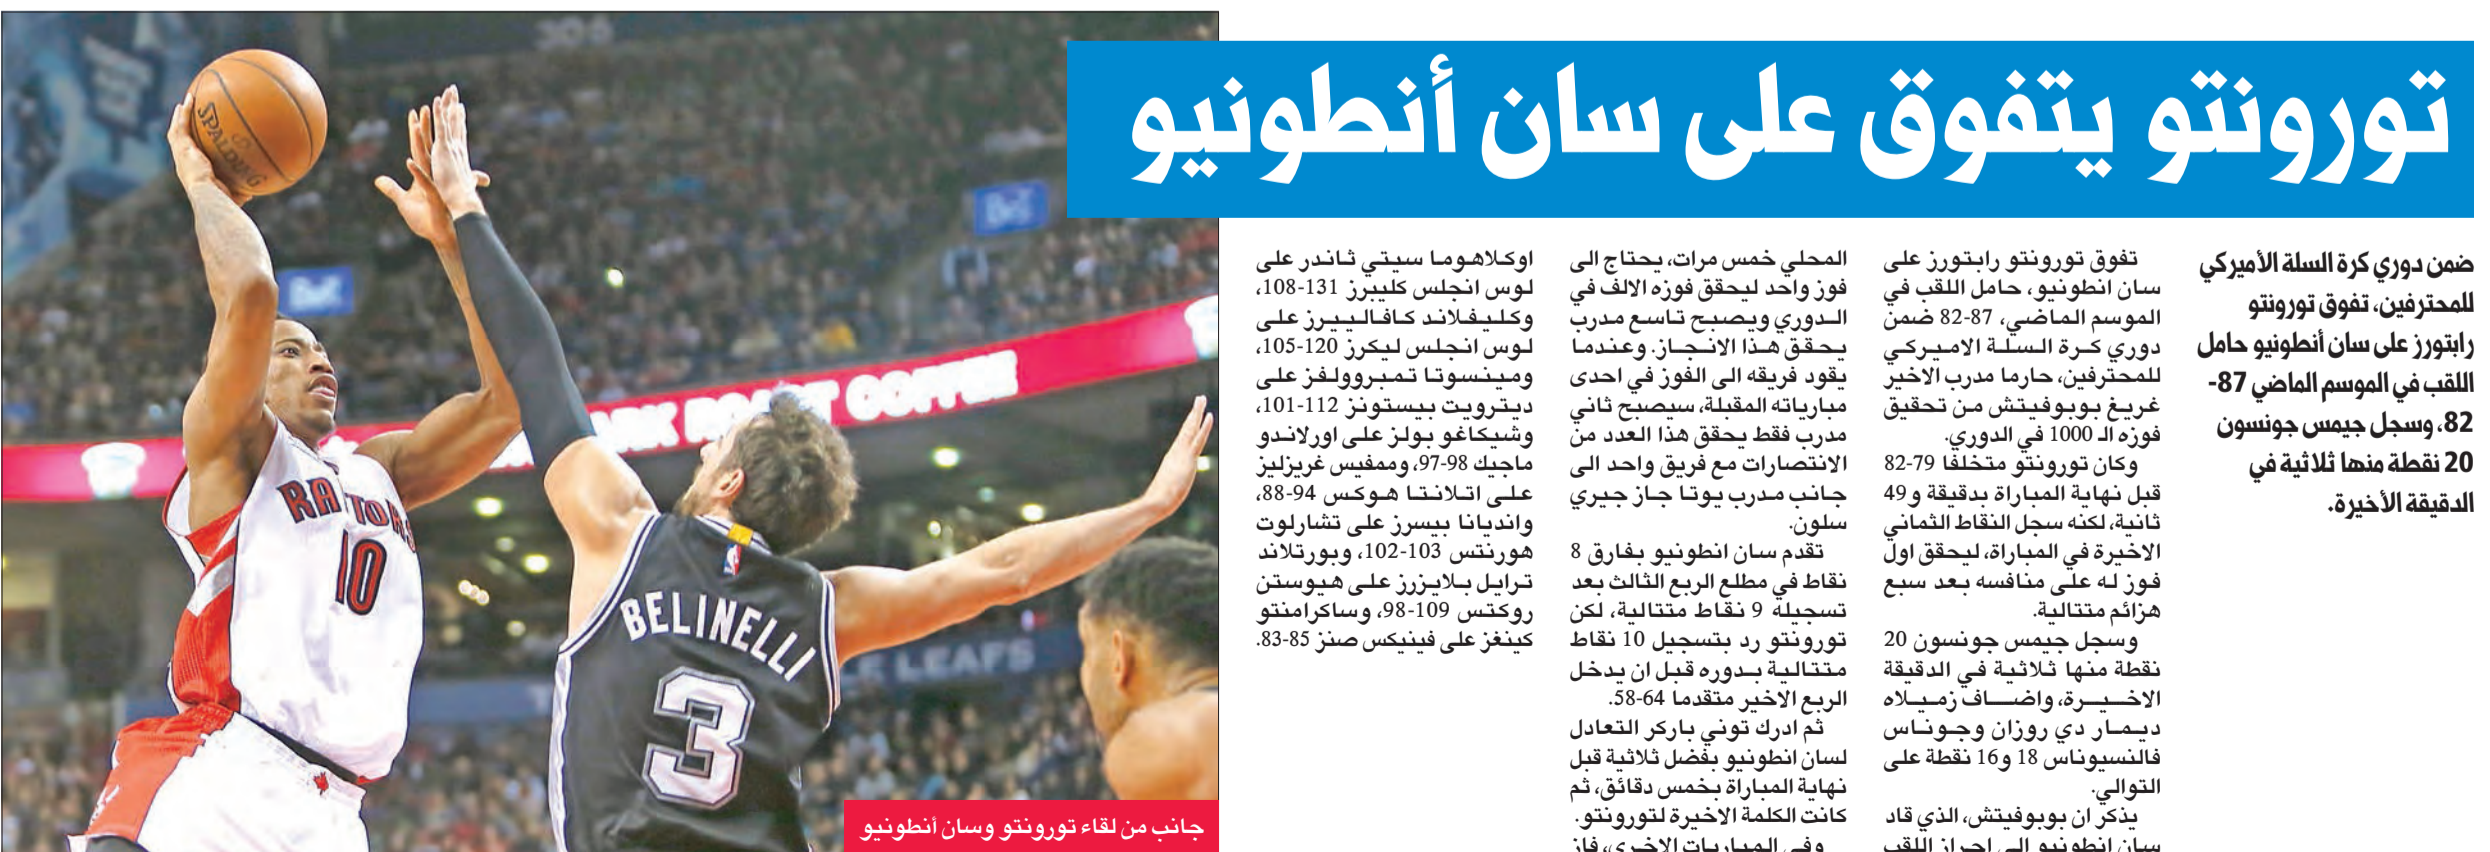 تورونتو يتفوق على سان أنطونيو
ضمن دوري كرة السلة الأميركي
للمحترفين، تفوق تورونتو
رابتورز على سان أنطونيو حامل
اللقب في الموسم الماضي 87-
82، وسجل جيمس جونسون
20 نقطة منها ثلاثية في
الدقيقة الأخيرة.
تفوق تورونتو رابتورز على
سان انطونيو، حامل اللقب في
الموسم الماضي، 87-82 ضمن
دوري كرة السلة الاميركي
للمحترفين، حارما مدرب الاخير
غريغ بوبوفيتش من تحقيق
فوزه الـ 1000 في الدوري.
وكان تورونتو متخلفا 79-82
قبل نهاية المباراة بدقيقة و49
ثانية، لكنه سجل النقاط الثماني
الاخيرة في المباراة، ليحقق اول
فوز له على منافسه بعد سبع
هزائم متتالية.
وسجل جيمس جونسون 20
نقطة منها ثلاثية في الدقيقة
الاخيرة، واضاف زميلاه
ديمار دي روزان وجوناس
فالنسيوناس 18 و16 نقطة على
التوالي.
يذكر ان بوبوفيتش، الذي قاد
سان انطونيو الى احراز اللقب
المحلي خمس مرات، يحتاج الى
فوز واحد ليحقق فوزه الالف في
الدوري ويصبح تاسع مدرب
يحقق هذا الانجاز. وعندما
يقود فريقه الى الفوز في احدى
مبارياته المقبلة، سيصبح ثاني
مدرب فقط يحقق هذا العدد من
الانتصارات مع فريق واحد الى
جانب مدرب يوتا جاز جيري
سلون.
تقدم سان انطونيو بفارق 8
نقاط في مطلع الربع الثالث بعد
تسجيله 9 نقاط متتالية، لكن
تورونتو رد بتسجيل 10 نقاط
متتالية بدوره قبل ان يدخل
الربع الاخير متقدما 64-58.
ثم ادرك توني باركر التعادل
لسان انطونيو بفضل ثلاثية قبل
نهاية المباراة بخمس دقائق، ثم
كانت الكلمة الاخيرة لتورونتو.
وفي المباريات الاخرى، فاز
اوكلاهوما سيتي ثاندر على
لوس انجلس كليبرز 131-108،
وكليفلاند كافالييرز على
لوس انجلس ليكرز 120-105،
ومينسوتا تمبروولفز على
ديترويت بيستونز 112-101،
وشيكاغو بولز على اورلاندو
ماجيك 98-97، وممفيس غريزليز
على اتلانتا هوكس 94-88،
وانديانا بيسرز على تشارلوت
هورنتس 103-102، وبورتلاند
ترايل بلايزرز على هيوستن
روكتس 109-98، وساكرامنتو
كينغز على فينيكس صنز 85-83.
جانب من لقاء تورونتو وسان أنطونيو
SPALDING
Bell
Bell
ROAST COFFEE
10
BELINELLI
3
LEAFS